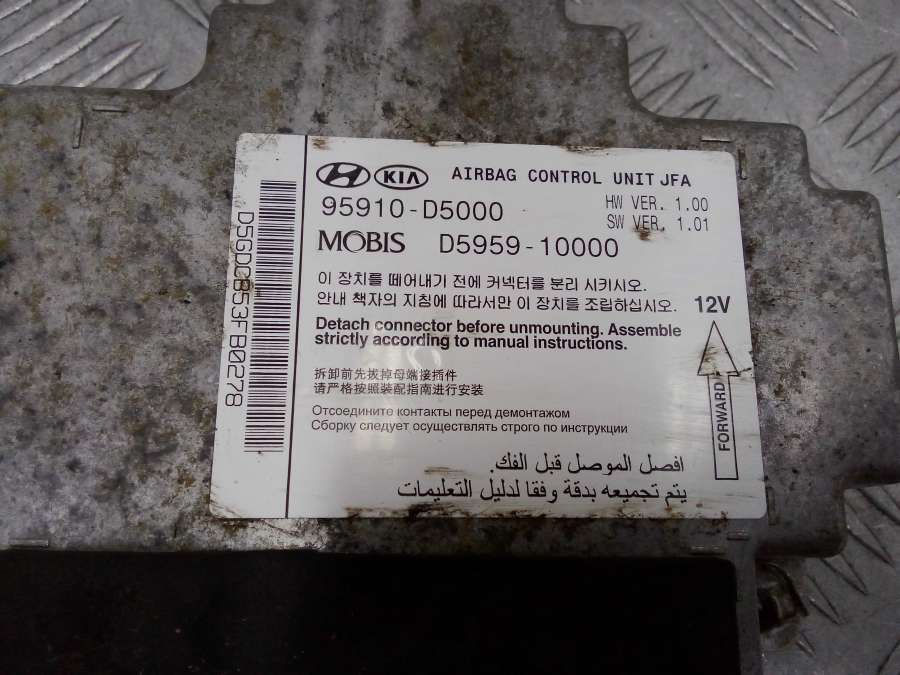 KIA AIRBAG CONTROL UNIT JFA
95910-D5000
HW VER. 1.00
SW VER. 1.01
MOBIS D5959-10000
이 장치를 떼어내기 전에 커넥터를 분리 시키시오.
안내 책자의 지침에 따라서만 이 장치를 조립하십시오.
12V
Detach connector before unmounting. Assemble
strictly according to manual instructions.
拆卸前先拔掉母端接插件
请严格按照装配指南进行安装
Отсоедините контакты перед демонтажом
Сборку следует осуществлять строго по инструкции
افصل الموصل قبل الفك.
يتم تجميعه بدقة وفقا لدليل التعليمات
FORWARD
D5GDCB53FB0278